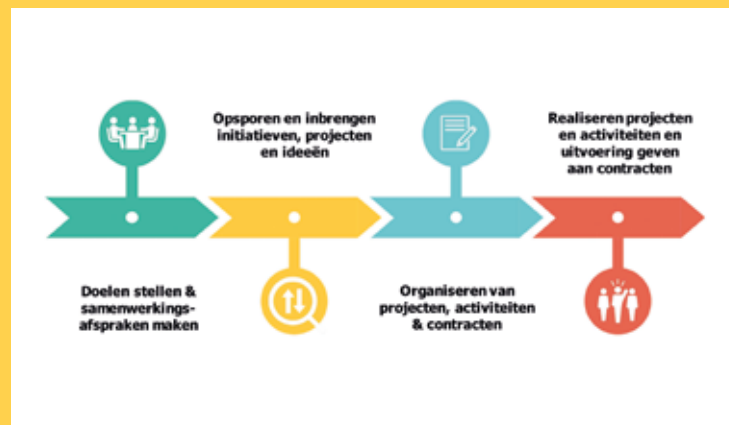 Doelen stellen &
samenwerkings-
afspraken maken
Opsporen en inbrengen
initiatieven, projecten
en ideeën
Organiseren van
projecten, activiteiten
& contracten
Realiseren projecten
en activiteiten en
uitvoering geven
aan contracten